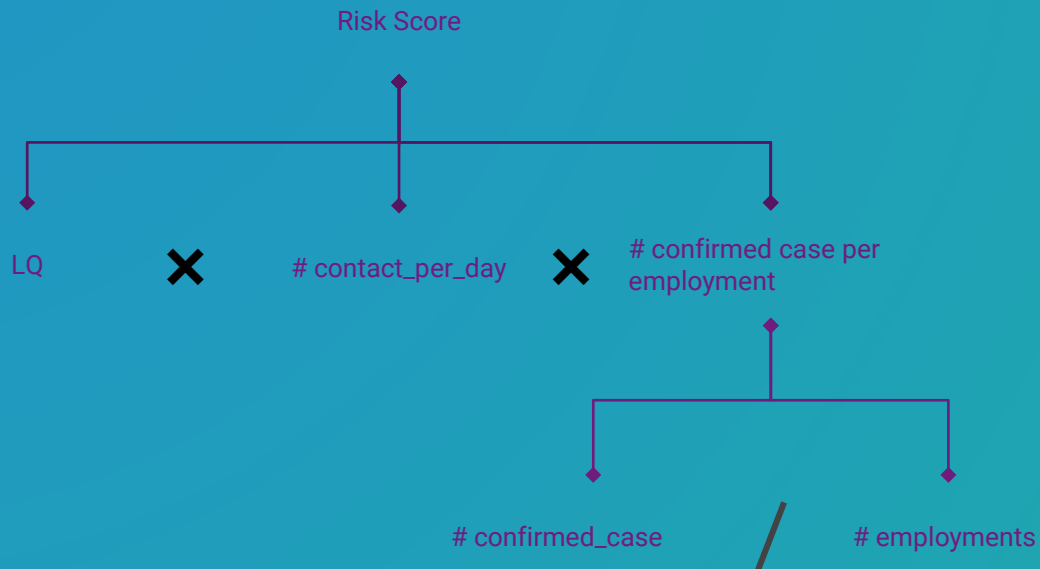 Risk Score
LQ
# contact_per_day
# confirmed case per
employment
# confirmed_case
/
# employments